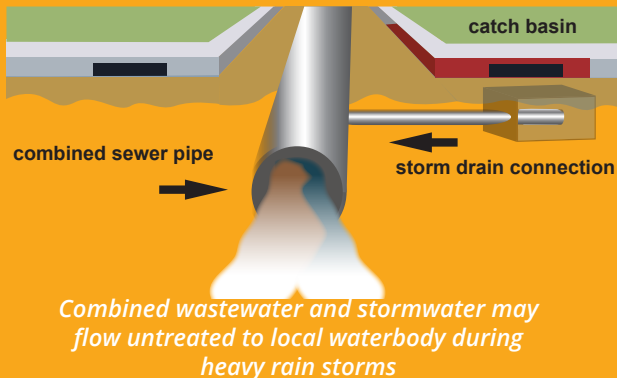 catch basin
combined sewer pipe
storm drain connection
Combined wastewater and stormwater may
flow untreated to local waterbody during
heavy rain storms